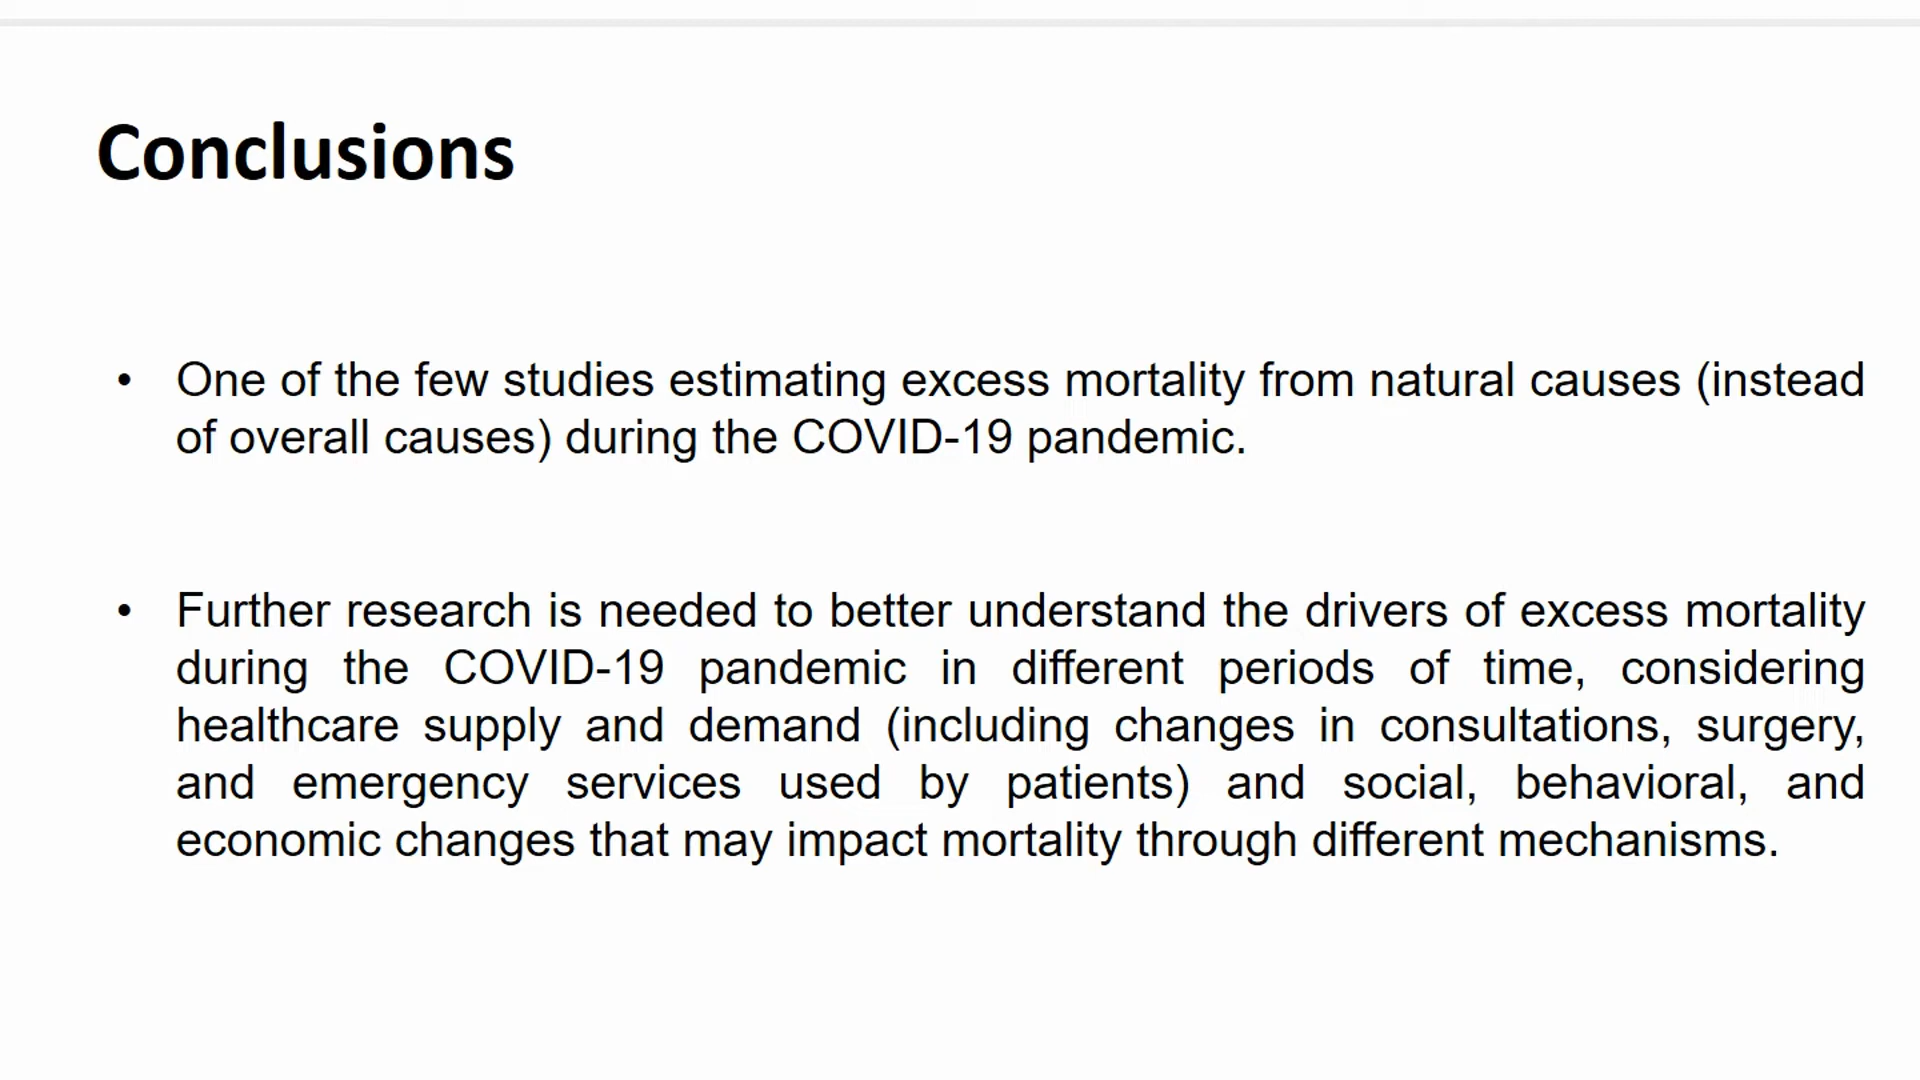 Conclusions
• One of the few studies estimating excess mortality from natural causes (instead
of overall causes) during the COVID-19 pandemic.
• Further research is needed to better understand the drivers of excess mortality
during the COVID-19 pandemic in different periods of time, considering
healthcare supply and demand (including changes in consultations, surgery,
and emergency services used by patients) and social, behavioral, and
economic changes that may impact mortality through different mechanisms.